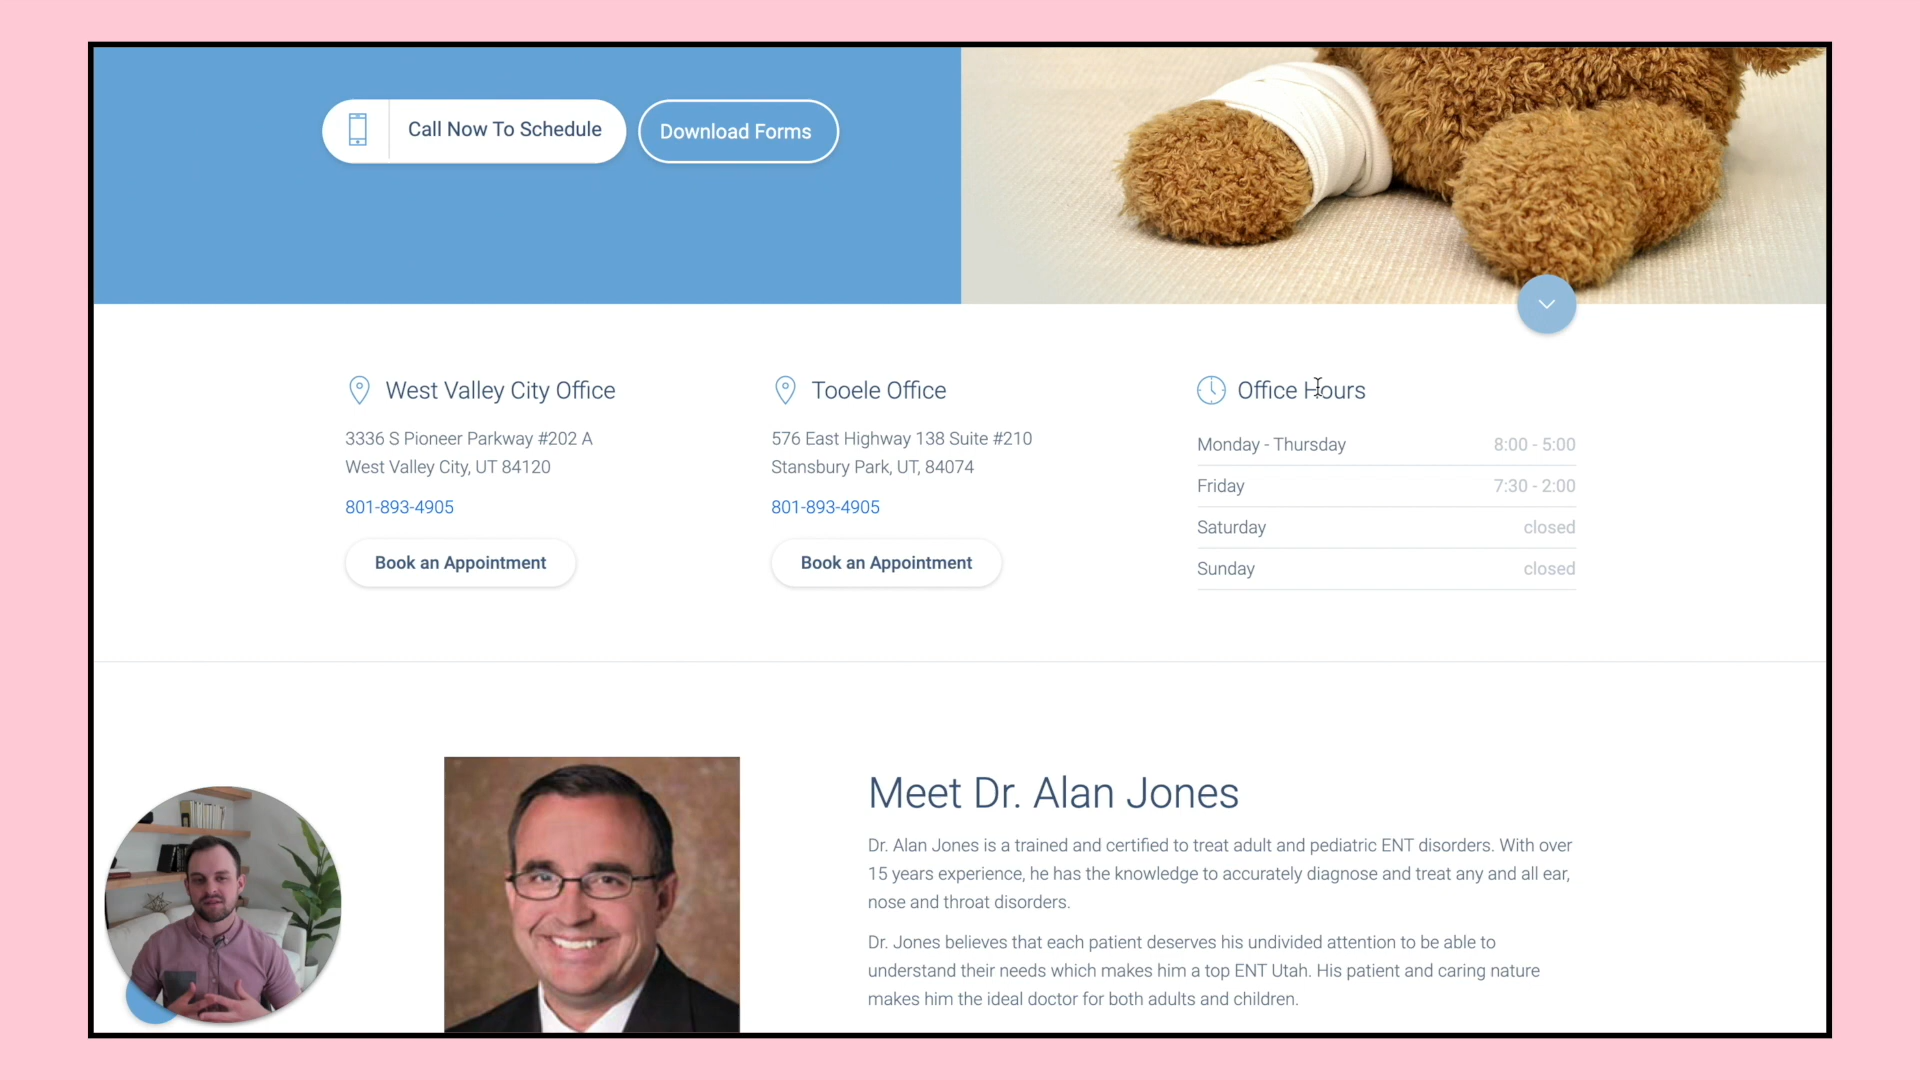 Call Now To Schedule
Download Forms
West Valley City Office
3336 S Pioneer Parkway #202 A
West Valley City, UT 84120
801-893-4905
Book an Appointment
Tooele Office
576 East Highway 138 Suite #210
Stansbury Park, UT, 84074
801-893-4905
Book an Appointment
Office Hours
Monday - Thursday 8:00 - 5:00
Friday 7:30 - 2:00
Saturday closed
Sunday closed
Meet Dr. Alan Jones
Dr. Alan Jones is a trained and certified to treat adult and pediatric ENT disorders. With over
15 years experience, he has the knowledge to accurately diagnose and treat any and all ear,
nose and throat disorders.
Dr. Jones believes that each patient deserves his undivided attention to be able to
understand their needs which makes him a top ENT Utah. His patient and caring nature
makes him the ideal doctor for both adults and children.